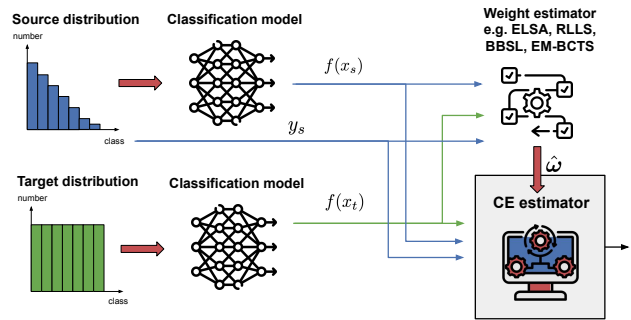 Source distribution
number
class
Classification model
f(x_s)
y_s
Weight estimator
e.g. ELSA, RLLS,
BBSL, EM-BCTS
Target distribution
number
class
Classification model
f(x_t)
ω̂
CE estimator